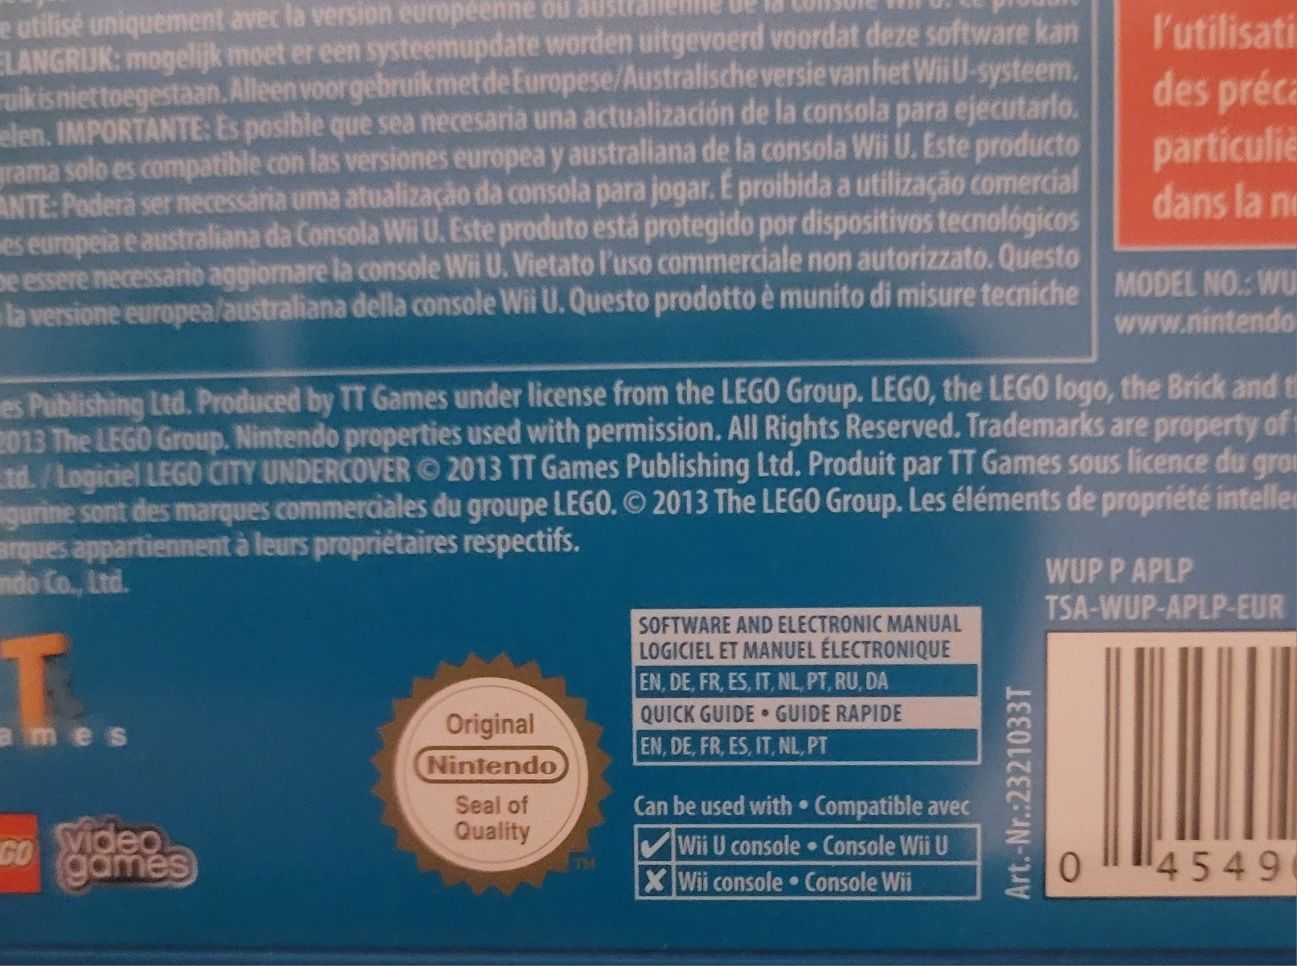 utilisé uniquement avec la version européenne ou australienne de la console Wii U. Ce produit
mogelijk moet er een systeemupdate worden uitgevoerd voordat deze software kan
ruik is niet toegestaan. Alleen voor gebruik met de Europese/Australische versie van het Wii U-systeem.
elen. IMPORTANTE: Es posible que sea necesaria una actualización de la consola para ejecutarlo.
grama solo es compatible con las versiones europea y australiana de la consola Wii U. Este producto
ANTE: Poderá ser necessária uma atualização da consola para jogar. É proibida a utilização comercial
es europeia e australiana da Consola Wii U. Este produto está protegido por dispositivos tecnológicos
essere necessario aggiornare la console Wii U. Vietato l'uso commerciale non autorizzato. Questo
la versione europea/australiana della console Wii U. Questo prodotto è munito di misure tecniche
l'utilisati
des préca
particuliè
dans la no
MODEL NO.: WU
www.nintendo
es Publishing Ltd. Produced by TT Games under license from the LEGO Group. LEGO, the LEGO logo, the Brick and t
2013 The LEGO Group. Nintendo properties used with permission. All Rights Reserved. Trademarks are property of
Ltd. / Logiciel LEGO CITY UNDERCOVER © 2013 TT Games Publishing Ltd. Produit par TT Games sous licence du grou
gurine sont des marques commerciales du groupe LEGO. © 2013 The LEGO Group. Les éléments de propriété intelle
arques appartiennent à leurs propriétaires respectifs.
ndo Co., Ltd.
WUP P APLP
TSA-WUP-APLP-EUR
SOFTWARE AND ELECTRONIC MANUAL
LOGICIEL ET MANUEL ÉLECTRONIQUE
EN, DE, FR, ES, IT, NL, PT, RU, DA
QUICK GUIDE • GUIDE RAPIDE
EN, DE, FR, ES, IT, NL, PT
Can be used with • Compatible avec
Wii U console • Console Wii U
Wii console • Console Wii
T
ames
GO
video
games
Original
Nintendo
Seal of
Quality
TM
Art.-Nr.:2321033T
0 4549